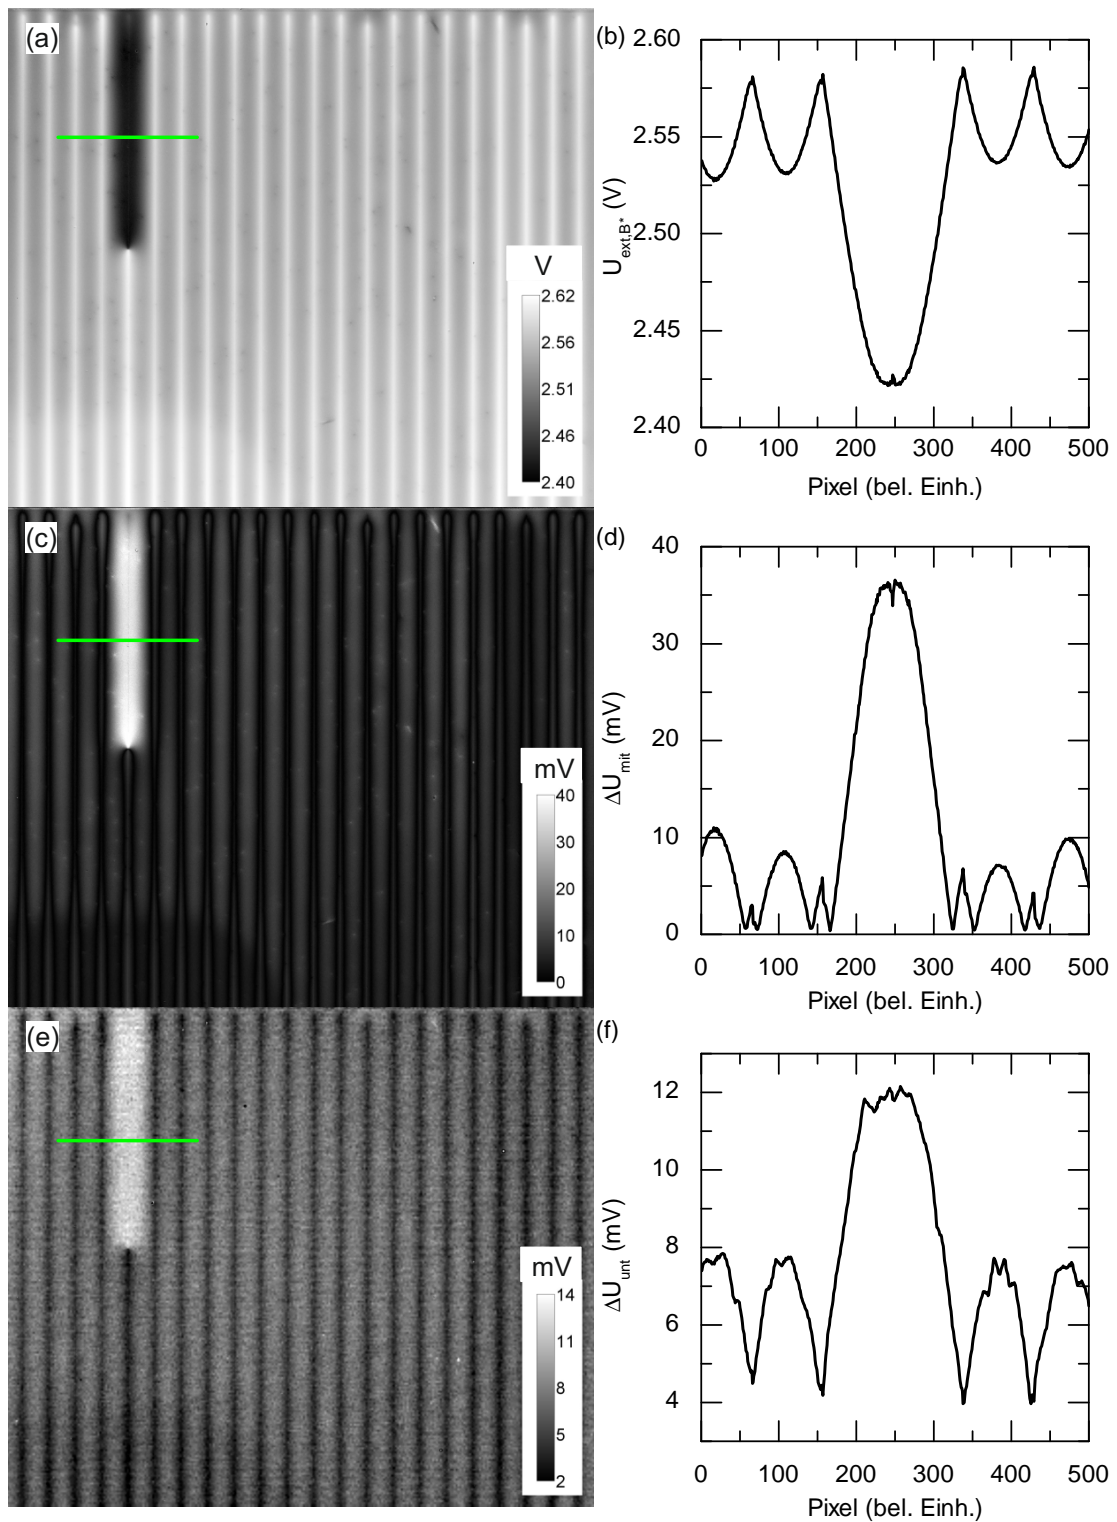 (a)
V
2.62
2.56
2.51
2.46
2.40
(b)
2.60
2.55
2.50
2.45
2.40
U_ext,B* (V)
0 100 200 300 400 500
Pixel (bel. Einh.)
(c)
mV
40
30
20
10
0
(d)
40
30
20
10
0
ΔU_mit (mV)
0 100 200 300 400 500
Pixel (bel. Einh.)
(e)
mV
14
11
8
5
2
(f)
12
10
8
6
4
ΔU_unt (mV)
0 100 200 300 400 500
Pixel (bel. Einh.)